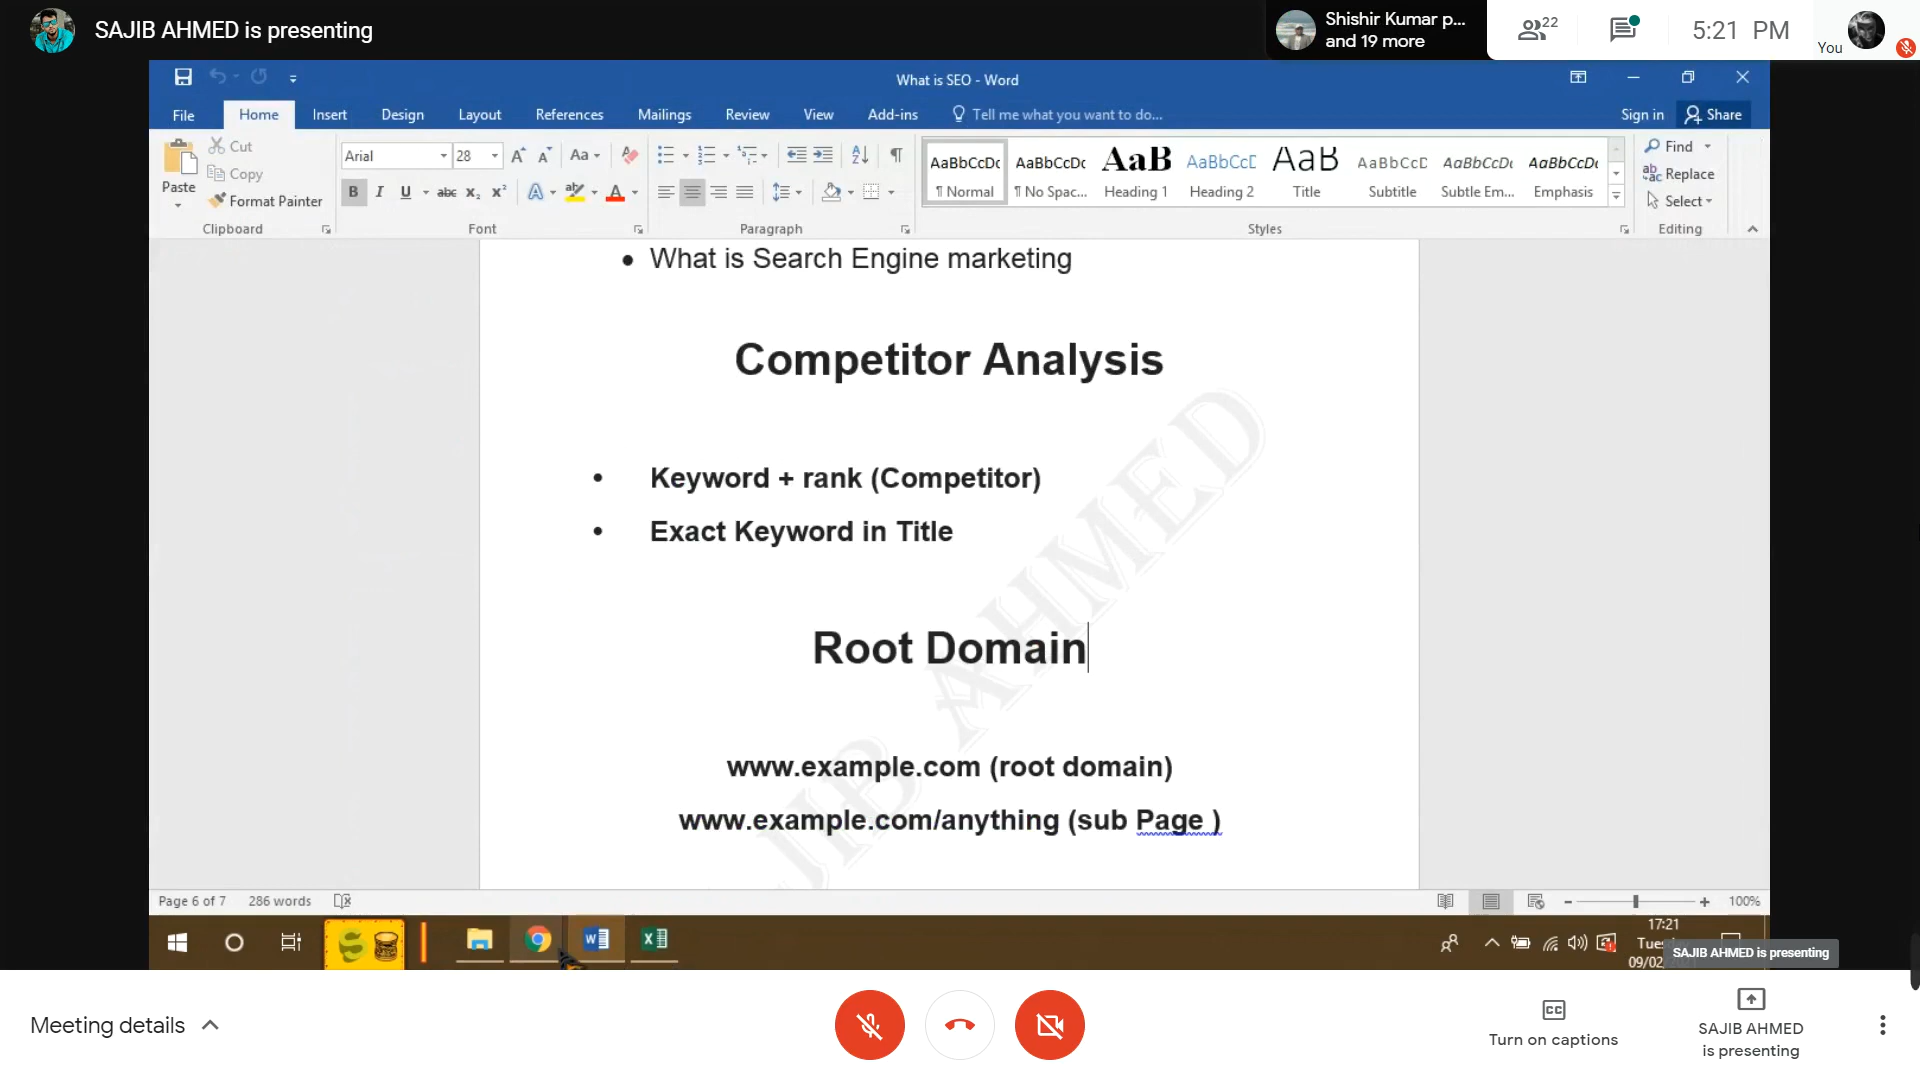 SAJIB AHMED is presenting
Shishir Kumar p...
and 19 more
22
5:21 PM
You
What is SEO - Word
File Home Insert Design Layout References Mailings Review View Add-ins Tell me what you want to do...
Sign in Share
Cut
Copy
Format Painter
Paste
Clipboard
Arial 28
Font
Paragraph
AaBbCcDc AaBbCcDc AaB AaBbCcD AaB AaBbCcD AaBbCcDt AaBbCcDt
¶ Normal ¶ No Spac... Heading 1 Heading 2 Title Subtitle Subtle Em... Emphasis
Styles
Find
Replace
Select
Editing
• What is Search Engine marketing
Competitor Analysis
• Keyword + rank (Competitor)
• Exact Keyword in Title
Root Domain
www.example.com (root domain)
www.example.com/anything (sub Page )
JIB AHMED
Page 6 of 7 286 words
100%
17:21
SAJIB AHMED is presenting
Meeting details
Turn on captions
SAJIB AHMED
is presenting